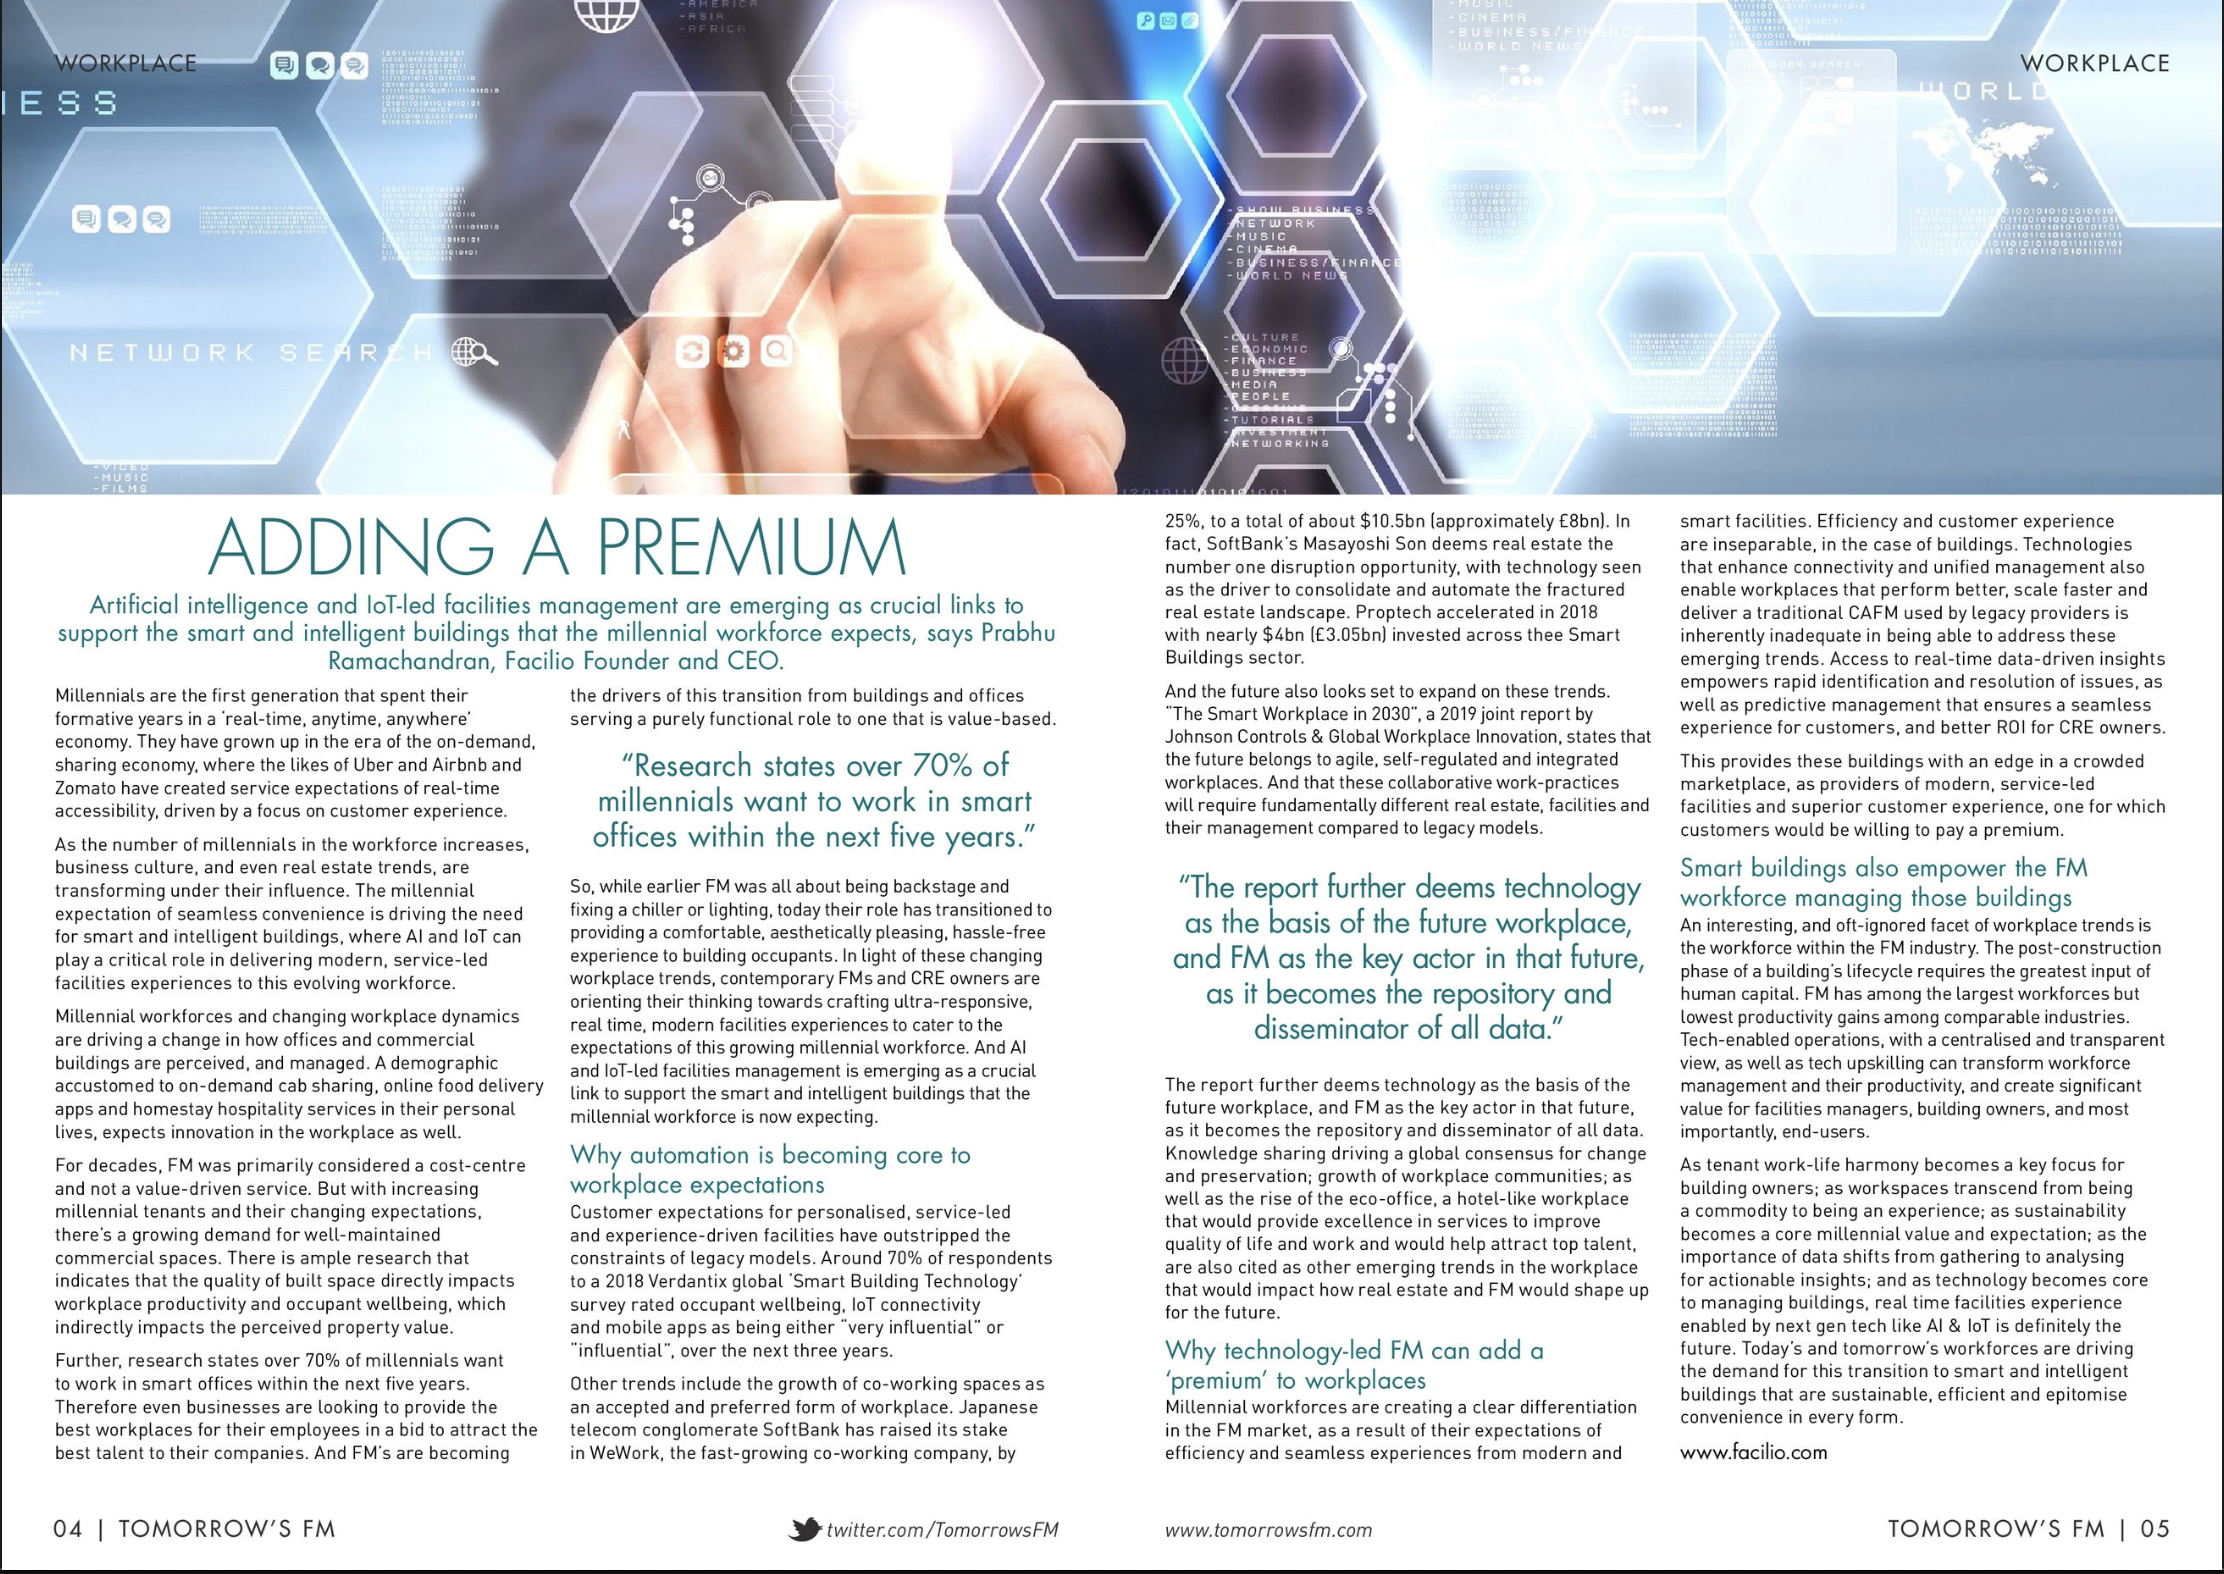 WORKPLACE
WORKPLACE
IESS
- AMERICA
- ASIA
- AFRICA
NETWORK SEARCH
- VIDEO
- MUSIC
- FILMS
- SHOW BUSINESS
- NETWORK
- MUSIC
- CINEMA
- BUSINESS/FINANCE
- WORLD NEWS
- CULTURE
- ECONOMIC
- FINANCE
- BUSINESS
- MEDIA
- PEOPLE
- CREATIVE
- TUTORIALS
- INVESTMENT
- NETWORKING
- MUSIC
- CINEMA
- BUSINESS/FINANCE
- WORLD NEWS
NETWORK SEARCH
WORLD
ADDING A PREMIUM
Artificial intelligence and IoT-led facilities management are emerging as crucial links to
support the smart and intelligent buildings that the millennial workforce expects, says Prabhu
Ramachandran, Facilio Founder and CEO.
Millennials are the first generation that spent their
formative years in a ‘real-time, anytime, anywhere’
economy. They have grown up in the era of the on-demand,
sharing economy, where the likes of Uber and Airbnb and
Zomato have created service expectations of real-time
accessibility, driven by a focus on customer experience.
As the number of millennials in the workforce increases,
business culture, and even real estate trends, are
transforming under their influence. The millennial
expectation of seamless convenience is driving the need
for smart and intelligent buildings, where AI and IoT can
play a critical role in delivering modern, service-led
facilities experiences to this evolving workforce.
Millennial workforces and changing workplace dynamics
are driving a change in how offices and commercial
buildings are perceived, and managed. A demographic
accustomed to on-demand cab sharing, online food delivery
apps and homestay hospitality services in their personal
lives, expects innovation in the workplace as well.
For decades, FM was primarily considered a cost-centre
and not a value-driven service. But with increasing
millennial tenants and their changing expectations,
there’s a growing demand for well-maintained
commercial spaces. There is ample research that
indicates that the quality of built space directly impacts
workplace productivity and occupant wellbeing, which
indirectly impacts the perceived property value.
Further, research states over 70% of millennials want
to work in smart offices within the next five years.
Therefore even businesses are looking to provide the
best workplaces for their employees in a bid to attract the
best talent to their companies. And FM’s are becoming
the drivers of this transition from buildings and offices
serving a purely functional role to one that is value-based.
“Research states over 70% of
millennials want to work in smart
offices within the next five years.”
So, while earlier FM was all about being backstage and
fixing a chiller or lighting, today their role has transitioned to
providing a comfortable, aesthetically pleasing, hassle-free
experience to building occupants. In light of these changing
workplace trends, contemporary FMs and CRE owners are
orienting their thinking towards crafting ultra-responsive,
real time, modern facilities experiences to cater to the
expectations of this growing millennial workforce. And AI
and IoT-led facilities management is emerging as a crucial
link to support the smart and intelligent buildings that the
millennial workforce is now expecting.
Why automation is becoming core to
workplace expectations
Customer expectations for personalised, service-led
and experience-driven facilities have outstripped the
constraints of legacy models. Around 70% of respondents
to a 2018 Verdantix global ‘Smart Building Technology’
survey rated occupant wellbeing, IoT connectivity
and mobile apps as being either “very influential” or
“influential”, over the next three years.
Other trends include the growth of co-working spaces as
an accepted and preferred form of workplace. Japanese
telecom conglomerate SoftBank has raised its stake
in WeWork, the fast-growing co-working company, by
25%, to a total of about $10.5bn (approximately £8bn). In
fact, SoftBank’s Masayoshi Son deems real estate the
number one disruption opportunity, with technology seen
as the driver to consolidate and automate the fractured
real estate landscape. Proptech accelerated in 2018
with nearly $4bn (£3.05bn) invested across thee Smart
Buildings sector.
And the future also looks set to expand on these trends.
“The Smart Workplace in 2030”, a 2019 joint report by
Johnson Controls & Global Workplace Innovation, states that
the future belongs to agile, self-regulated and integrated
workplaces. And that these collaborative work-practices
will require fundamentally different real estate, facilities and
their management compared to legacy models.
“The report further deems technology
as the basis of the future workplace,
and FM as the key actor in that future,
as it becomes the repository and
disseminator of all data.”
The report further deems technology as the basis of the
future workplace, and FM as the key actor in that future,
as it becomes the repository and disseminator of all data.
Knowledge sharing driving a global consensus for change
and preservation; growth of workplace communities; as
well as the rise of the eco-office, a hotel-like workplace
that would provide excellence in services to improve
quality of life and work and would help attract top talent,
are also cited as other emerging trends in the workplace
that would impact how real estate and FM would shape up
for the future.
Why technology-led FM can add a
‘premium’ to workplaces
Millennial workforces are creating a clear differentiation
in the FM market, as a result of their expectations of
efficiency and seamless experiences from modern and
smart facilities. Efficiency and customer experience
are inseparable, in the case of buildings. Technologies
that enhance connectivity and unified management also
enable workplaces that perform better, scale faster and
deliver a traditional CAFM used by legacy providers is
inherently inadequate in being able to address these
emerging trends. Access to real-time data-driven insights
empowers rapid identification and resolution of issues, as
well as predictive management that ensures a seamless
experience for customers, and better ROI for CRE owners.
This provides these buildings with an edge in a crowded
marketplace, as providers of modern, service-led
facilities and superior customer experience, one for which
customers would be willing to pay a premium.
Smart buildings also empower the FM
workforce managing those buildings
An interesting, and oft-ignored facet of workplace trends is
the workforce within the FM industry. The post-construction
phase of a building’s lifecycle requires the greatest input of
human capital. FM has among the largest workforces but
lowest productivity gains among comparable industries.
Tech-enabled operations, with a centralised and transparent
view, as well as tech upskilling can transform workforce
management and their productivity, and create significant
value for facilities managers, building owners, and most
importantly, end-users.
As tenant work-life harmony becomes a key focus for
building owners; as workspaces transcend from being
a commodity to being an experience; as sustainability
becomes a core millennial value and expectation; as the
importance of data shifts from gathering to analysing
for actionable insights; and as technology becomes core
to managing buildings, real time facilities experience
enabled by next gen tech like AI & IoT is definitely the
future. Today’s and tomorrow’s workforces are driving
the demand for this transition to smart and intelligent
buildings that are sustainable, efficient and epitomise
convenience in every form.
www.facilio.com
04 | TOMORROW’S FM
twitter.com/TomorrowsFM
www.tomorrowsfm.com
TOMORROW’S FM | 05